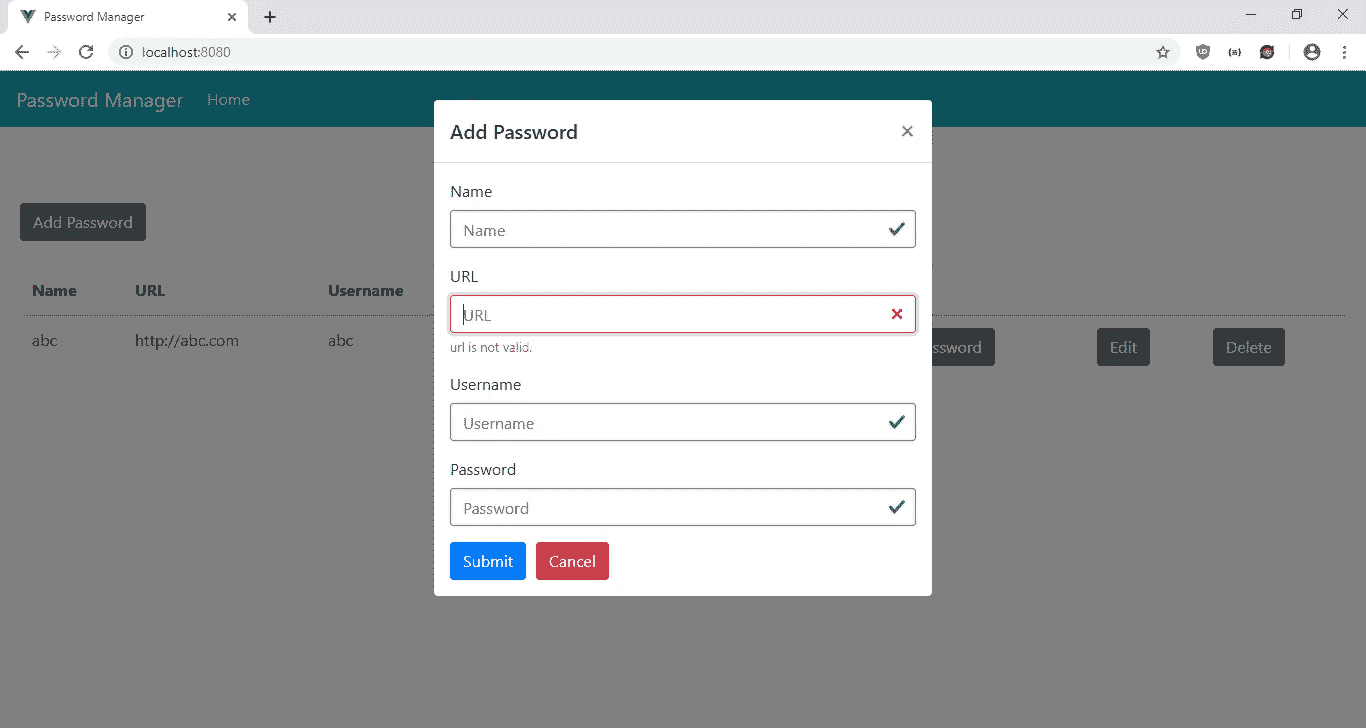 Password Manager
localhost:8080
Password Manager Home
Add Password
Name URL Username
abc http://abc.com abc ssword Edit Delete
Add Password
Name
Name
URL
URL
url is not valid.
Username
Username
Password
Password
Submit Cancel